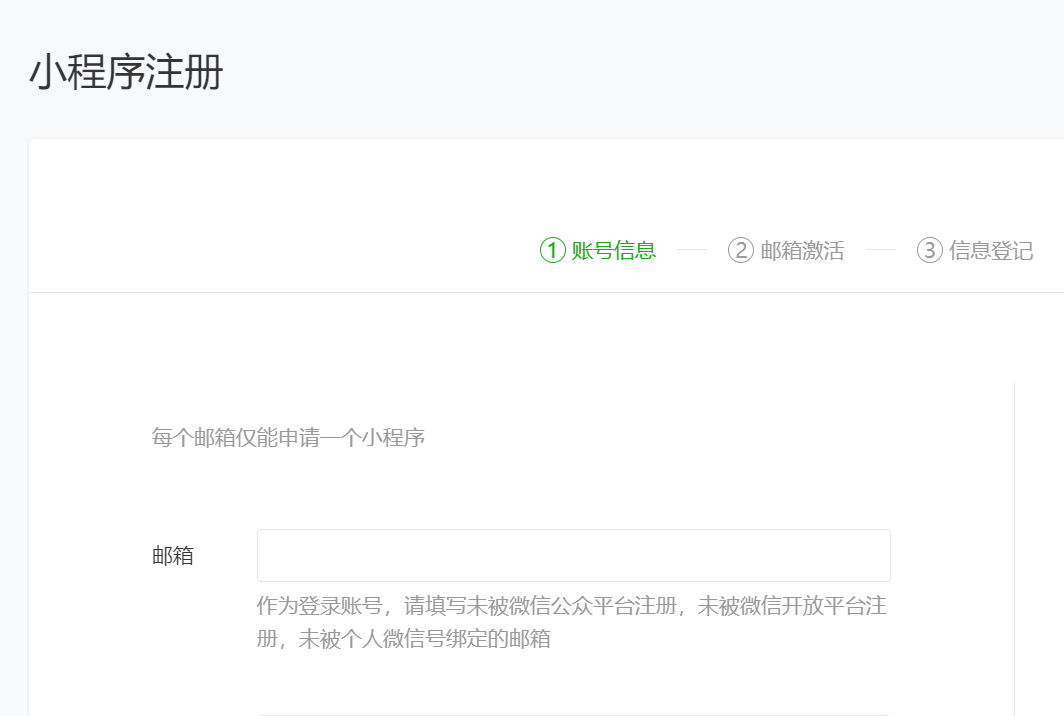 小程序注册
① 账号信息 ② 邮箱激活 ③ 信息登记
每个邮箱仅能申请一个小程序
邮箱
作为登录账号，请填写未被微信公众平台注册，未被微信开放平台注
册，未被个人微信号绑定的邮箱